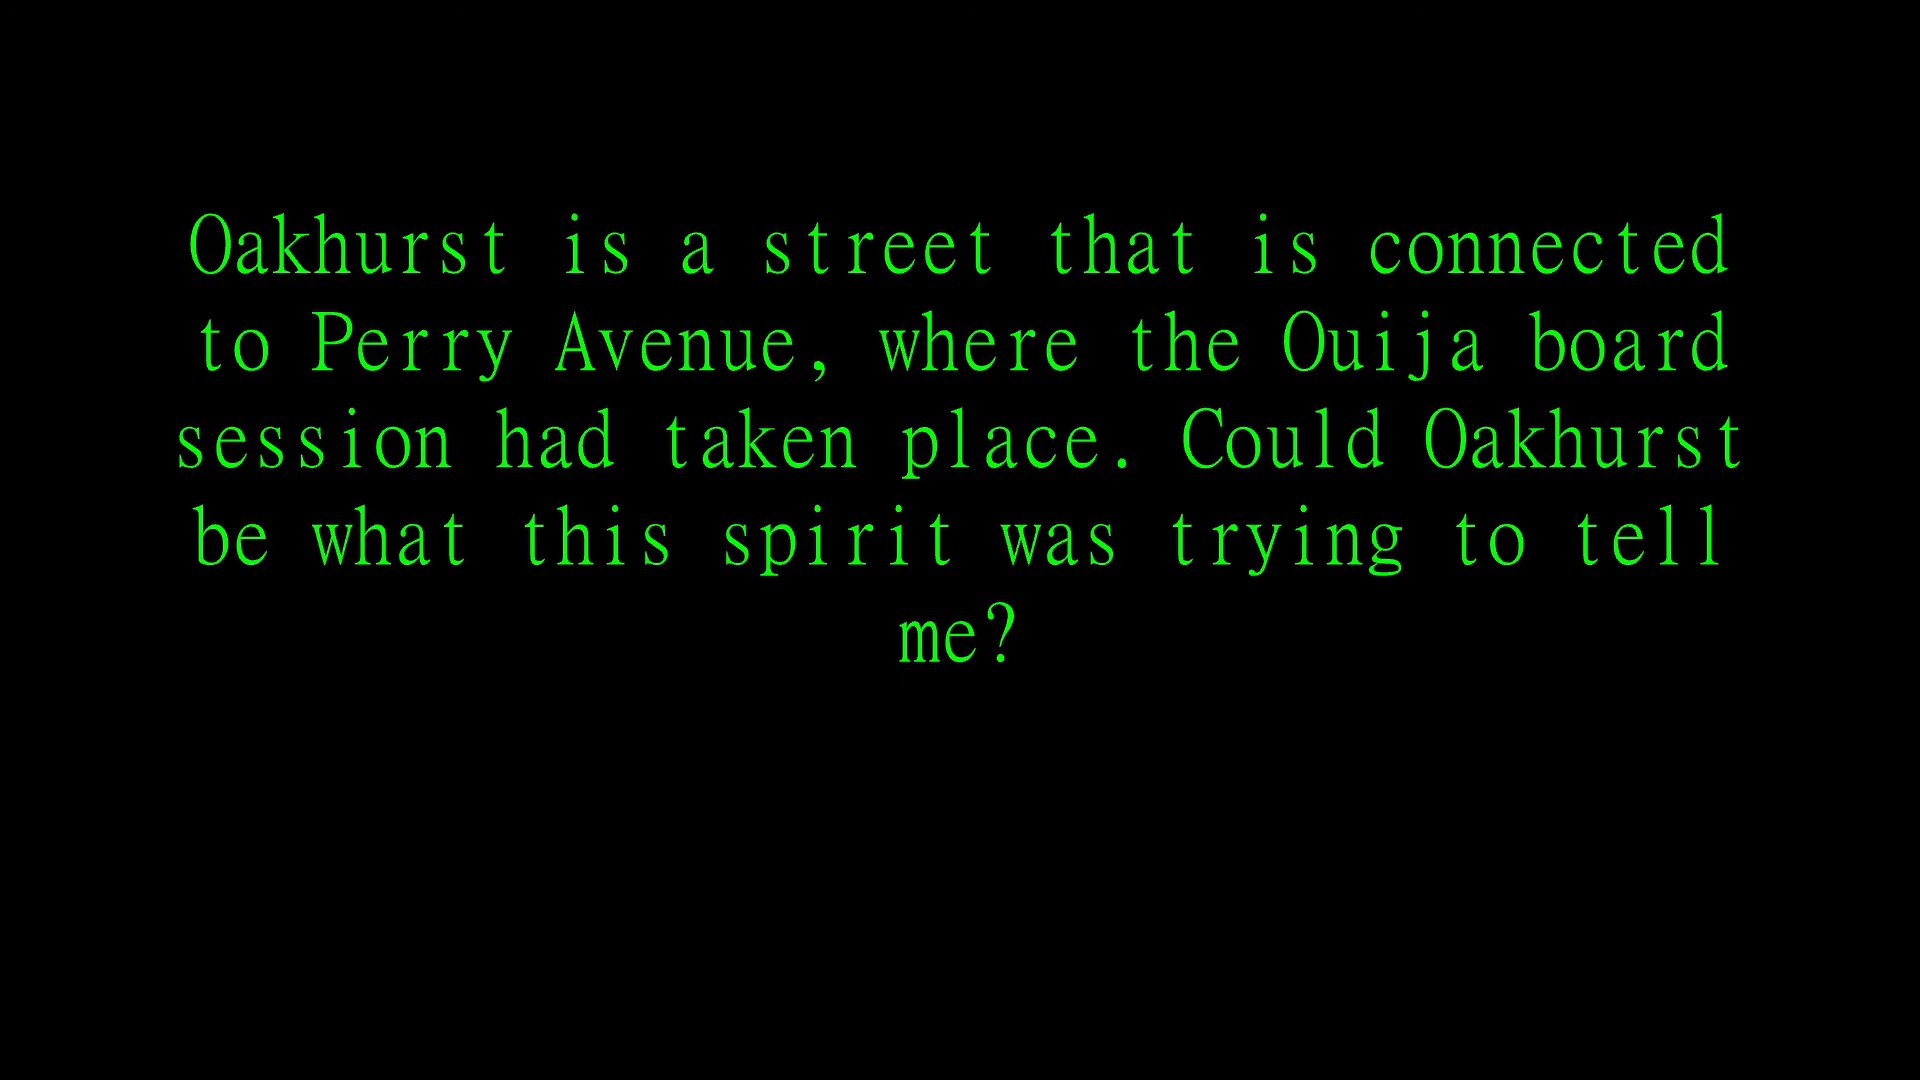 Oakhurst is a street that is connected
to Perry Avenue, where the Ouija board
session had taken place. Could Oakhurst
be what this spirit was trying to tell
me?